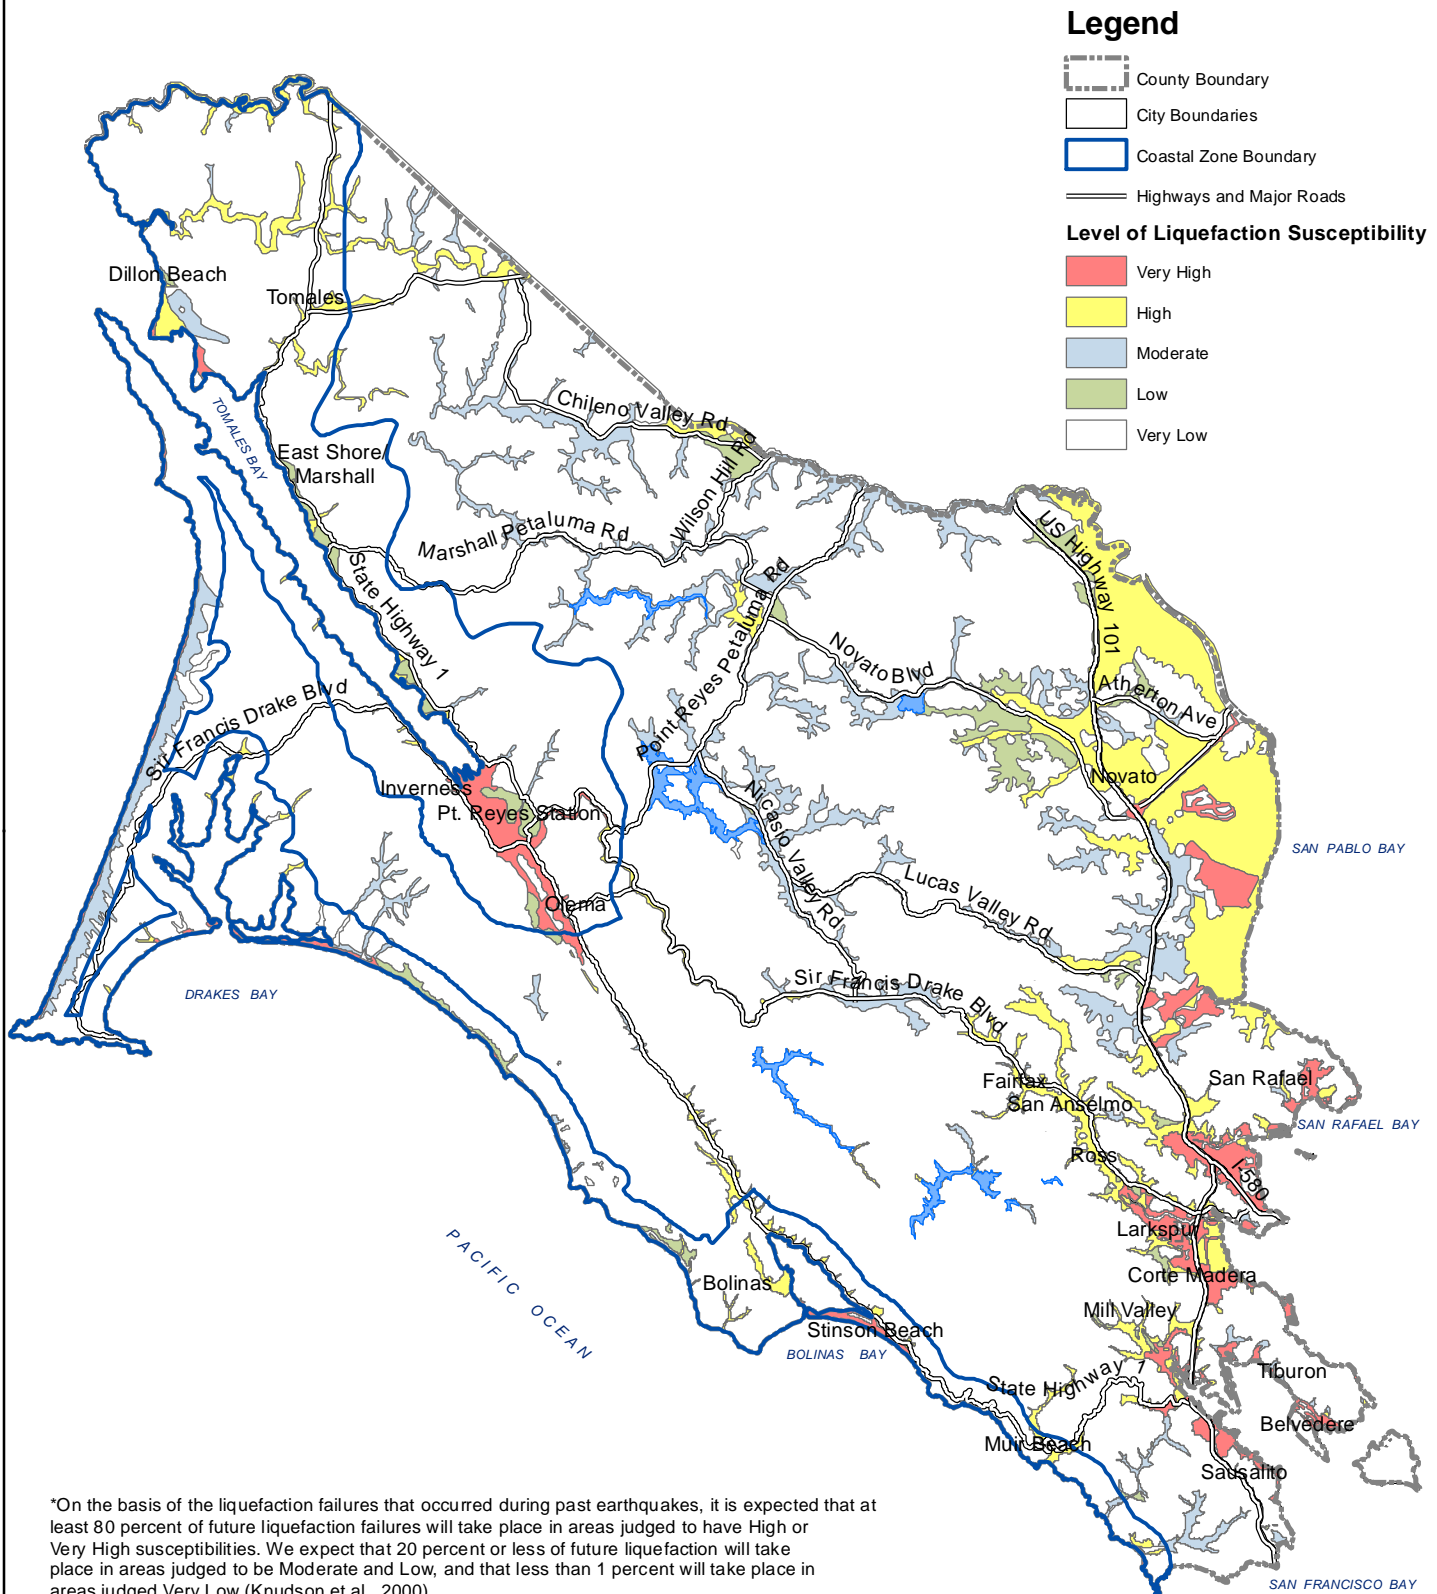 Legend
County Boundary
City Boundaries
Coastal Zone Boundary
Highways and Major Roads
Level of Liquefaction Susceptibility
Very High
High
Moderate
Low
Very Low
Dillon Beach
Tomales
TOMALES BAY
East Shore/
Marshall
Chileno Valley Rd
Wilson Hill Rd
Marshall Petaluma Rd
State Highway 1
US Highway 101
Point Reyes Petaluma Rd
Novato Blvd
Atherton Ave
Sir Francis Drake Blvd
Novato
Inverness
Pt. Reyes Station
Nicasio Valley Rd
SAN PABLO BAY
Lucas Valley Rd
Olema
DRAKES BAY
Sir Francis Drake Blvd
Fairfax
San Anselmo
San Rafael
SAN RAFAEL BAY
Ross
I-580
Larkspur
Corte Madera
PACIFIC OCEAN
Bolinas
Mill Valley
Stinson Beach
BOLINAS BAY
State Highway 1
Tiburon
Belvedere
Muir Beach
Sausalito
*On the basis of the liquefaction failures that occurred during past earthquakes, it is expected that at
least 80 percent of future liquefaction failures will take place in areas judged to have High or
Very High susceptibilities. We expect that 20 percent or less of future liquefaction will take
place in areas judged to be Moderate and Low, and that less than 1 percent will take place in
areas judged Very Low (Knudson et al., 2000)
SAN FRANCISCO BAY